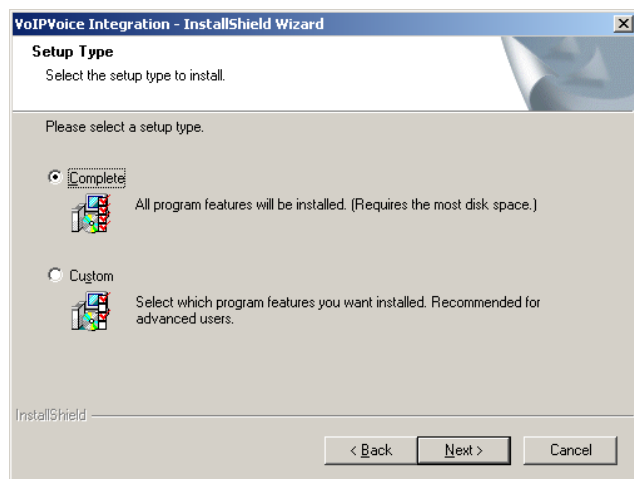 VoIPVoice Integration - InstallShield Wizard
Setup Type
Select the setup type to install.
Please select a setup type.
Complete
All program features will be installed. (Requires the most disk space.)
Custom
Select which program features you want installed. Recommended for
advanced users.
InstallShield
< Back
Next >
Cancel